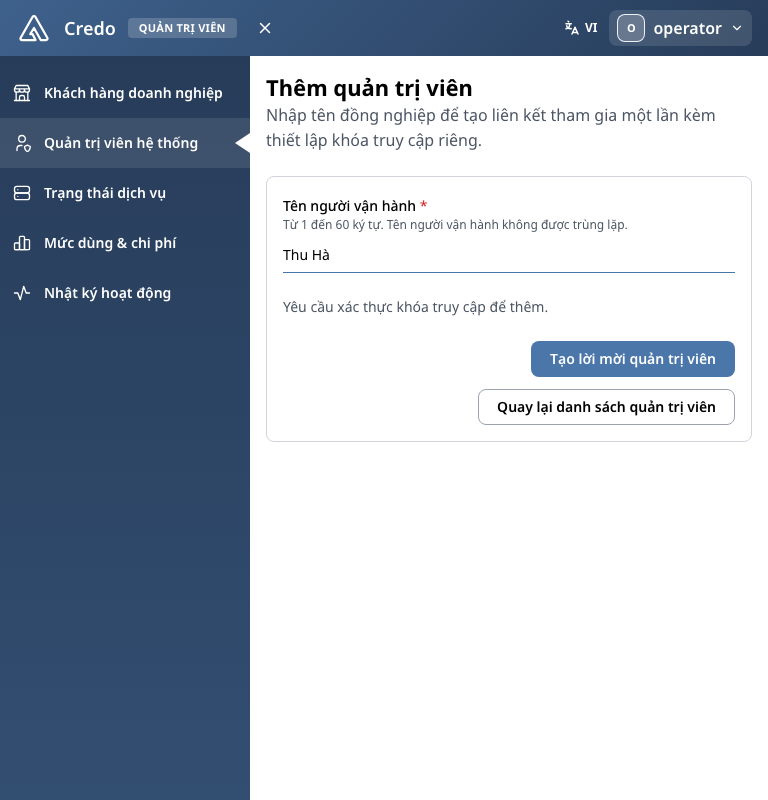 Credo
QUẢN TRỊ VIÊN
VI
O
operator
Khách hàng doanh nghiệp
Quản trị viên hệ thống
Trạng thái dịch vụ
Mức dùng & chi phí
Nhật ký hoạt động
Thêm quản trị viên
Nhập tên đồng nghiệp để tạo liên kết tham gia một lần kèm
thiết lập khóa truy cập riêng.
Tên người vận hành *
Từ 1 đến 60 ký tự. Tên người vận hành không được trùng lặp.
Thu Hà
Yêu cầu xác thực khóa truy cập để thêm.
Tạo lời mời quản trị viên
Quay lại danh sách quản trị viên